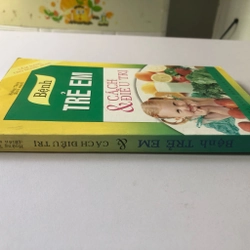 Bệnh
TRẺ EM
& CÁCH
ĐIỀU TRỊ
Bệnh TRẺ EM & CÁCH ĐIỀU TRỊ